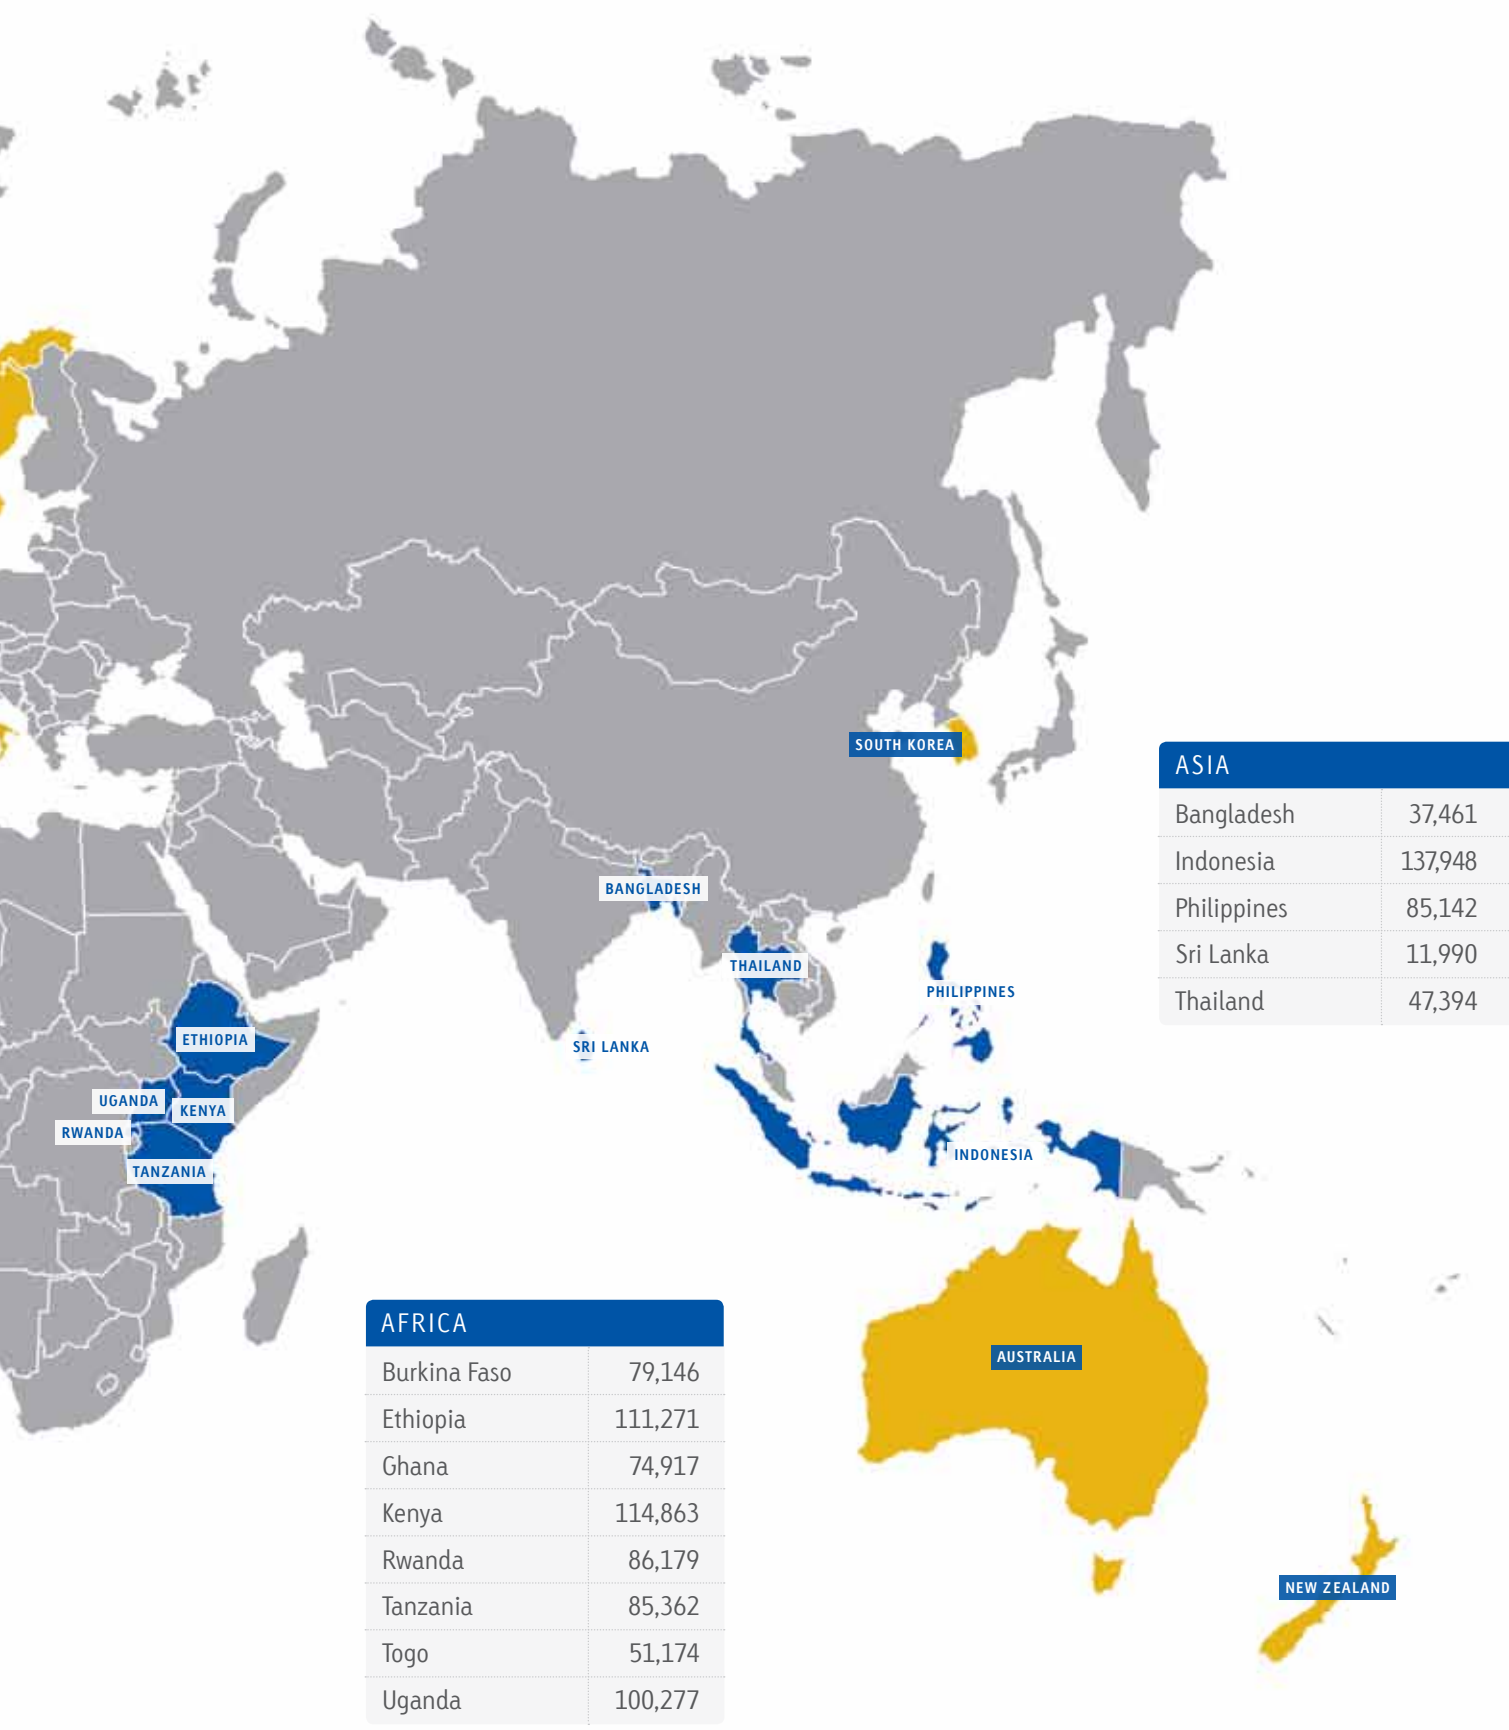 SOUTH KOREA
BANGLADESH
THAILAND
PHILIPPINES
SRI LANKA
ETHIOPIA
UGANDA
KENYA
RWANDA
TANZANIA
INDONESIA
AUSTRALIA
NEW ZEALAND
ASIA
Bangladesh 37,461
Indonesia 137,948
Philippines 85,142
Sri Lanka 11,990
Thailand 47,394
AFRICA
Burkina Faso 79,146
Ethiopia 111,271
Ghana 74,917
Kenya 114,863
Rwanda 86,179
Tanzania 85,362
Togo 51,174
Uganda 100,277